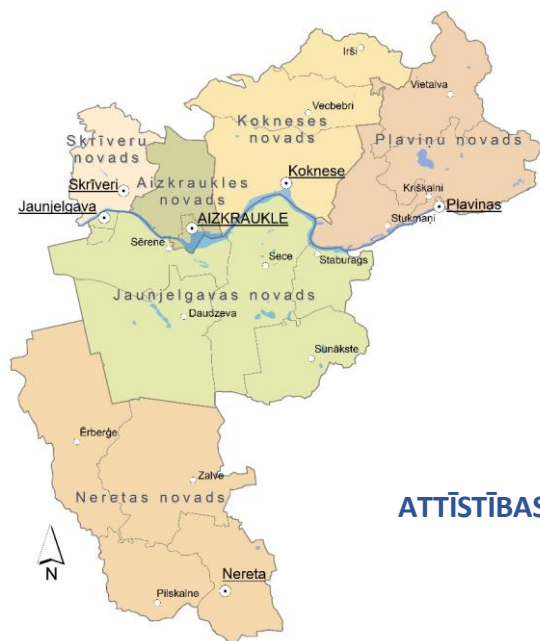 Irši
Vietalva
Vecbebri
Kokneses
novads
Pļaviņu novads
Skrīveru
novads
Koknese
Skrīveri
Aizkraukles
novads
Kriškalni
Pļaviņas
Jaunjelgava
AIZKRAUKLE
Stukmaņi
Sērene
Sece
Staburags
Jaunjelgavas novads
Daudzeva
Sunākste
Ērberģe
Zalve
Neretas novads
ATTĪSTĪBAS
N
Nereta
Pilskalne